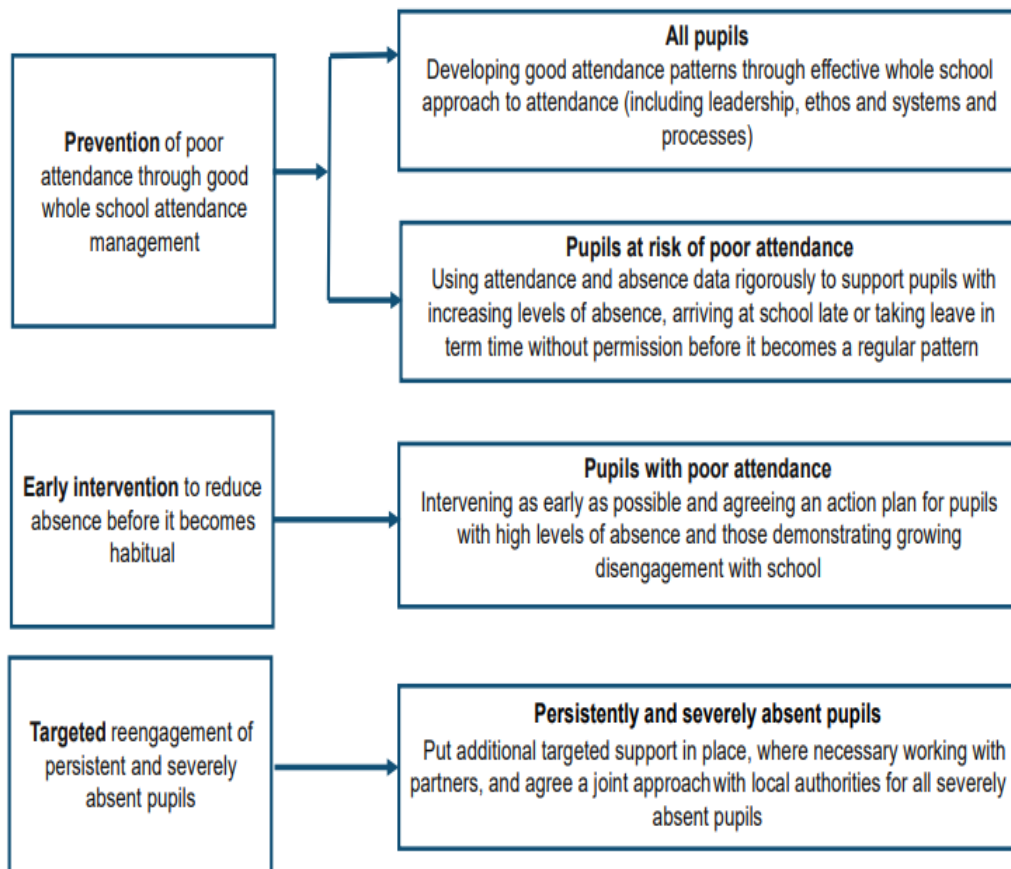 Prevention of poor
attendance through good
whole school attendance
management
All pupils
Developing good attendance patterns through effective whole school
approach to attendance (including leadership, ethos and systems and
processes)
Pupils at risk of poor attendance
Using attendance and absence data rigorously to support pupils with
increasing levels of absence, arriving at school late or taking leave in
term time without permission before it becomes a regular pattern
Early intervention to reduce
absence before it becomes
habitual
Pupils with poor attendance
Intervening as early as possible and agreeing an action plan for pupils
with high levels of absence and those demonstrating growing
disengagement with school
Targeted reengagement of
persistent and severely
absent pupils
Persistently and severely absent pupils
Put additional targeted support in place, where necessary working with
partners, and agree a joint approach with local authorities for all severely
absent pupils